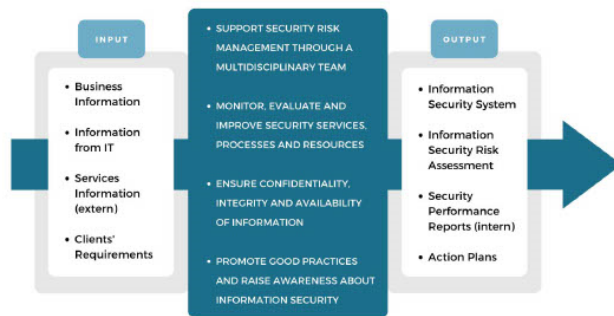 INPUT
• Business
Information
• Information
from IT
• Services
Information
(extern)
• Clients'
Requirements
• SUPPORT SECURITY RISK
MANAGEMENT THROUGH A
MULTIDISCIPLINARY TEAM
• MONITOR, EVALUATE AND
IMPROVE SECURITY SERVICES,
PROCESSES AND RESOURCES
• ENSURE CONFIDENTIALITY,
INTEGRITY AND AVAILABILITY
OF INFORMATION
• PROMOTE GOOD PRACTICES
AND RAISE AWARENESS ABOUT
INFORMATION SECURITY
OUTPUT
• Information
Security System
• Information
Security Risk
Assessment
• Security
Performance
Reports (intern)
• Action Plans